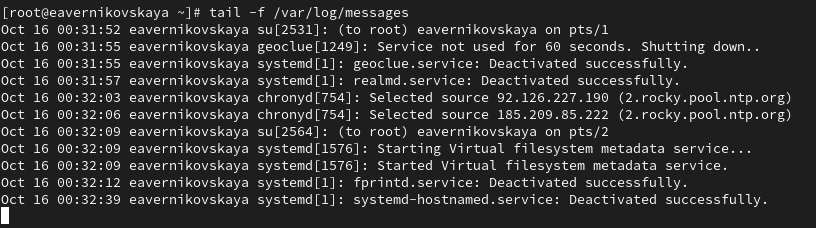 [root@eavernikovskaya ~]# tail -f /var/log/messages
Oct 16 00:31:52 eavernikovskaya su[2531]: (to root) eavernikovskaya on pts/1
Oct 16 00:31:55 eavernikovskaya geoclue[1249]: Service not used for 60 seconds. Shutting down..
Oct 16 00:31:55 eavernikovskaya systemd[1]: geoclue.service: Deactivated successfully.
Oct 16 00:31:57 eavernikovskaya systemd[1]: realmd.service: Deactivated successfully.
Oct 16 00:32:03 eavernikovskaya chronyd[754]: Selected source 92.126.227.190 (2.rocky.pool.ntp.org)
Oct 16 00:32:06 eavernikovskaya chronyd[754]: Selected source 185.209.85.222 (2.rocky.pool.ntp.org)
Oct 16 00:32:09 eavernikovskaya su[2564]: (to root) eavernikovskaya on pts/2
Oct 16 00:32:09 eavernikovskaya systemd[1576]: Starting Virtual filesystem metadata service...
Oct 16 00:32:09 eavernikovskaya systemd[1576]: Started Virtual filesystem metadata service.
Oct 16 00:32:12 eavernikovskaya systemd[1]: fprintd.service: Deactivated successfully.
Oct 16 00:32:39 eavernikovskaya systemd[1]: systemd-hostnamed.service: Deactivated successfully.